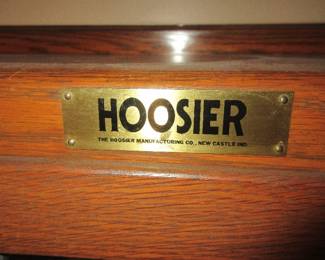 HOOSIER
THE HOOSIER MANUFACTURING CO., NEW CASTLE IND.